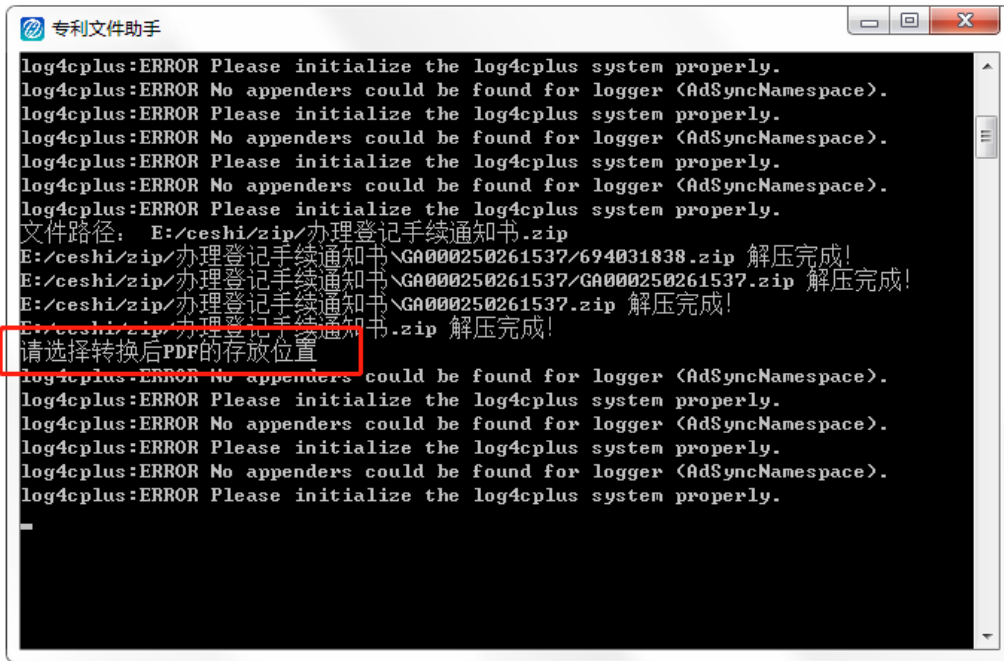 专利文件助手
log4cplus:ERROR Please initialize the log4cplus system properly.
log4cplus:ERROR No appenders could be found for logger (AdSyncNamespace).
log4cplus:ERROR Please initialize the log4cplus system properly.
log4cplus:ERROR No appenders could be found for logger (AdSyncNamespace).
log4cplus:ERROR Please initialize the log4cplus system properly.
log4cplus:ERROR No appenders could be found for logger (AdSyncNamespace).
log4cplus:ERROR Please initialize the log4cplus system properly.
文件路径: E:/ceshi/zip/办理登记手续通知书.zip
E:/ceshi/zip/办理登记手续通知书\GA000250261537/694031838.zip 解压完成!
E:/ceshi/zip/办理登记手续通知书\GA000250261537/GA000250261537.zip 解压完成!
E:/ceshi/zip/办理登记手续通知书\GA000250261537.zip 解压完成!
E:/ceshi/zip/办理登记手续通知书.zip 解压完成!
请选择转换后PDF的存放位置
log4cplus:ERROR No appenders could be found for logger (AdSyncNamespace).
log4cplus:ERROR Please initialize the log4cplus system properly.
log4cplus:ERROR No appenders could be found for logger (AdSyncNamespace).
log4cplus:ERROR Please initialize the log4cplus system properly.
log4cplus:ERROR No appenders could be found for logger (AdSyncNamespace).
log4cplus:ERROR Please initialize the log4cplus system properly.